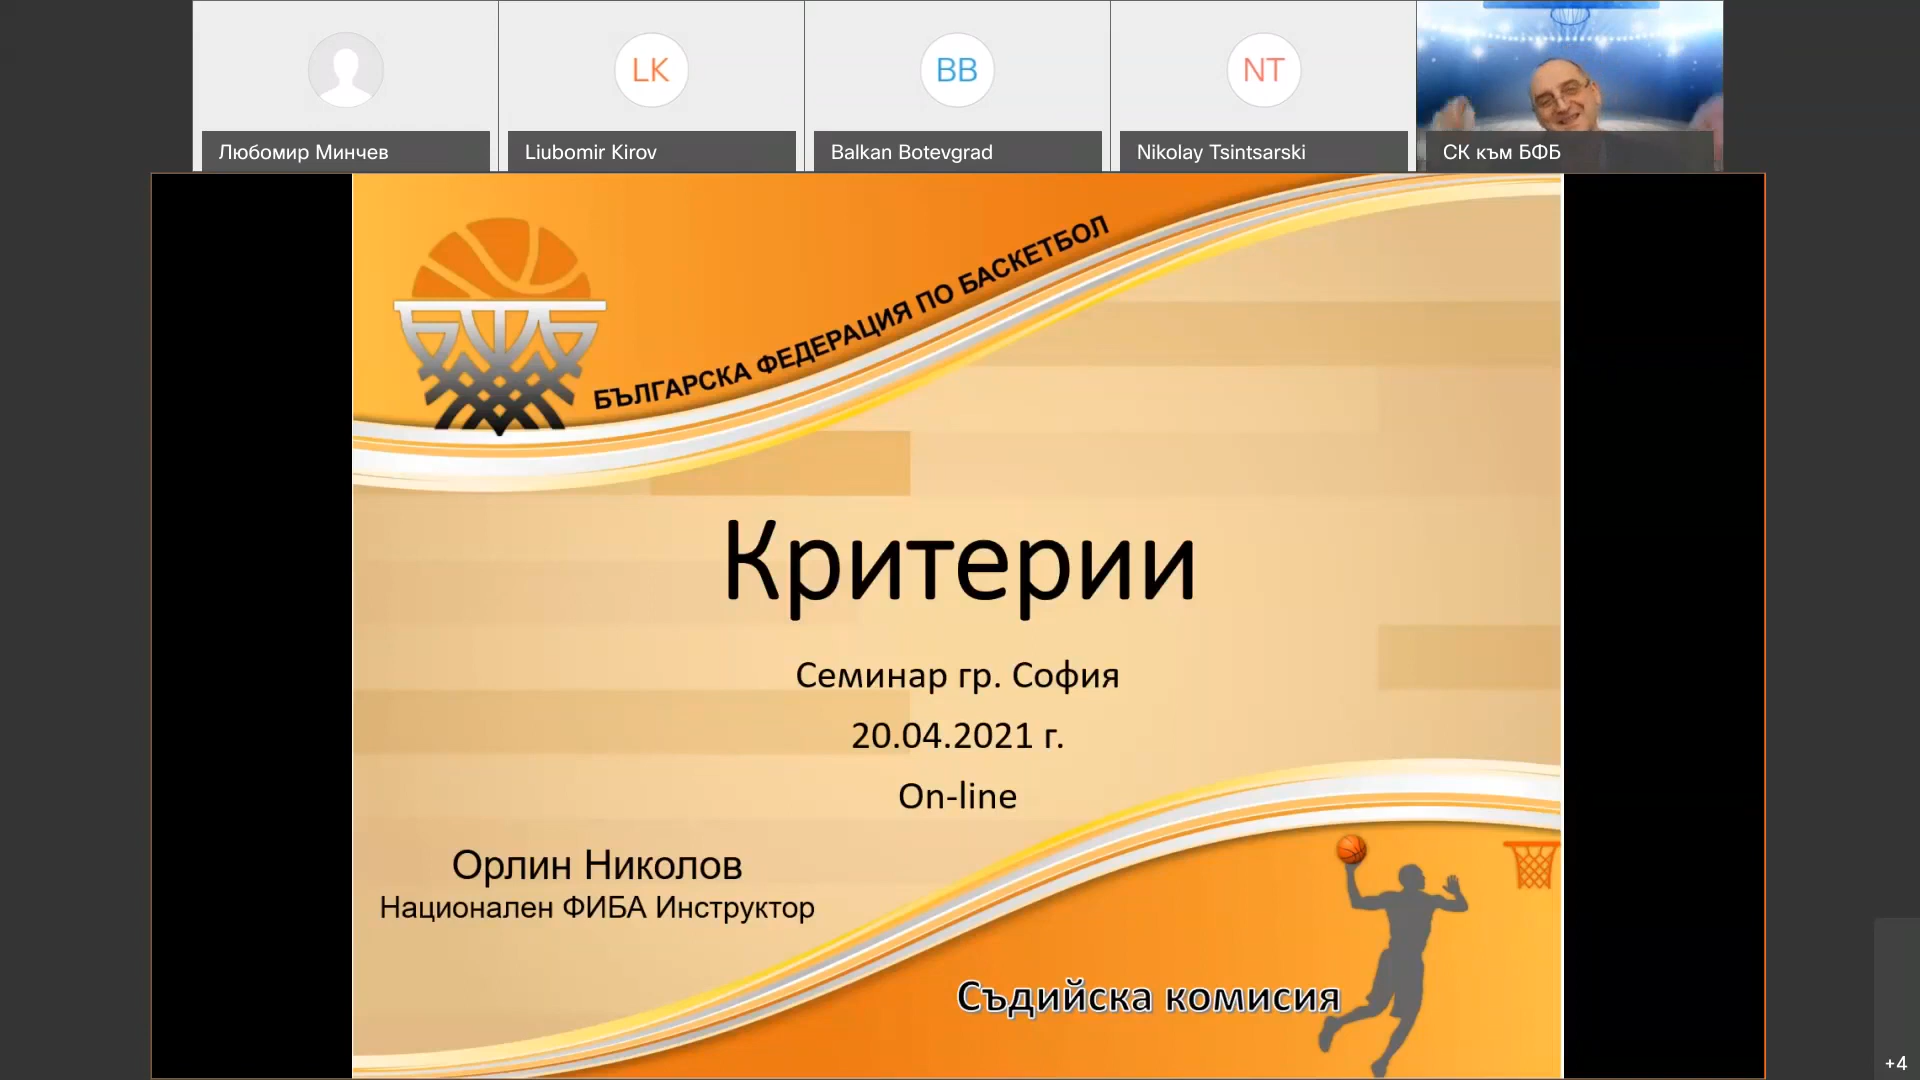 LK
BB
NT
Любомир Минчев
Liubomir Kirov
Balkan Botevgrad
Nikolay Tsintsarski
СК към БФБ
БФБ
БЪЛГАРСКА ФЕДЕРАЦИЯ ПО БАСКЕТБОЛ
Критерии
Семинар гр. София
20.04.2021 г.
On-line
Орлин Николов
Национален ФИБА Инструктор
Съдийска комисия
+4